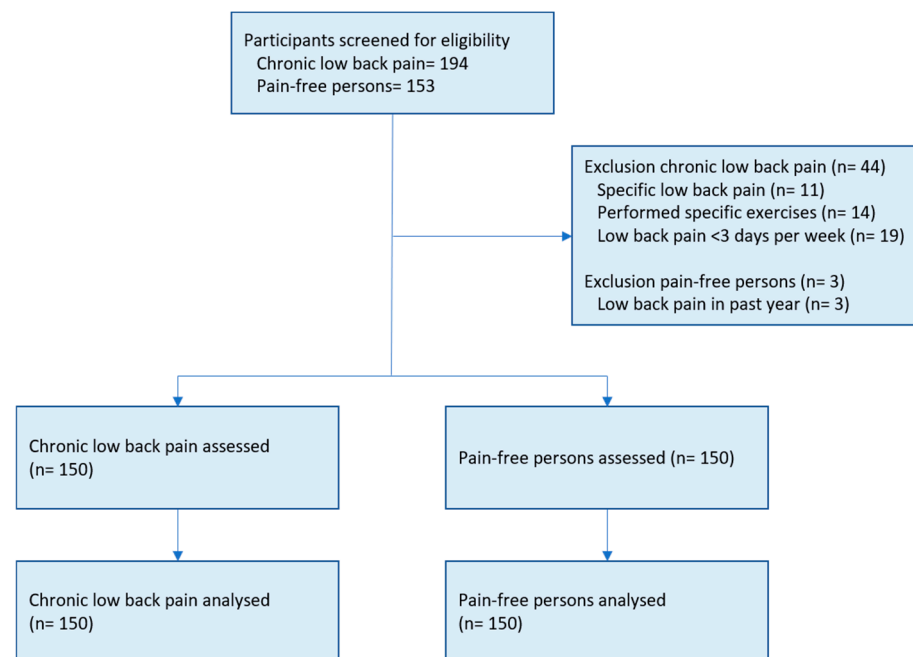 Participants screened for eligibility
Chronic low back pain= 194
Pain-free persons= 153
Exclusion chronic low back pain (n= 44)
Specific low back pain (n= 11)
Performed specific exercises (n= 14)
Low back pain <3 days per week (n= 19)
Exclusion pain-free persons (n= 3)
Low back pain in past year (n= 3)
Chronic low back pain assessed
(n= 150)
Pain-free persons assessed (n= 150)
Chronic low back pain analysed
(n= 150)
Pain-free persons analysed
(n= 150)